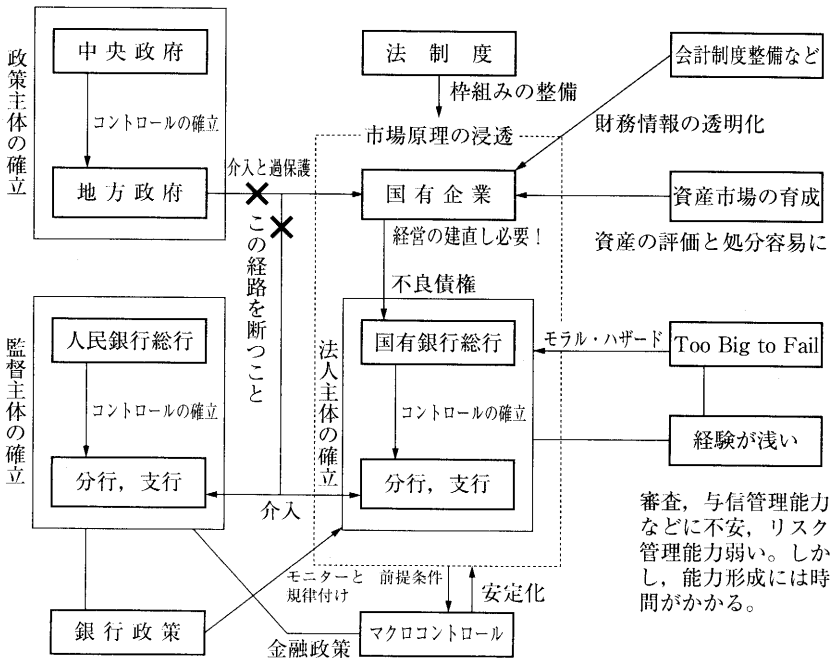 政策主体の確立
中央政府
コントロールの確立
地方政府
介入と過保護
この経路を断つこと
法制度
枠組みの整備
市場原理の浸透
国有企業
経営の建直し必要！
不良債権
会計制度整備など
財務情報の透明化
資産市場の育成
資産の評価と処分容易に
監督主体の確立
人民銀行総行
コントロールの確立
分行，支行
介入
法人主体の確立
国有銀行総行
コントロールの確立
分行，支行
モラル・ハザード
Too Big to Fail
経験が浅い
審査，与信管理能力
などに不安，リスク
管理能力弱い。しか
し，能力形成には時
間がかかる。
銀行政策
モニターと
規律付け
前提条件
安定化
金融政策
マクロコントロール